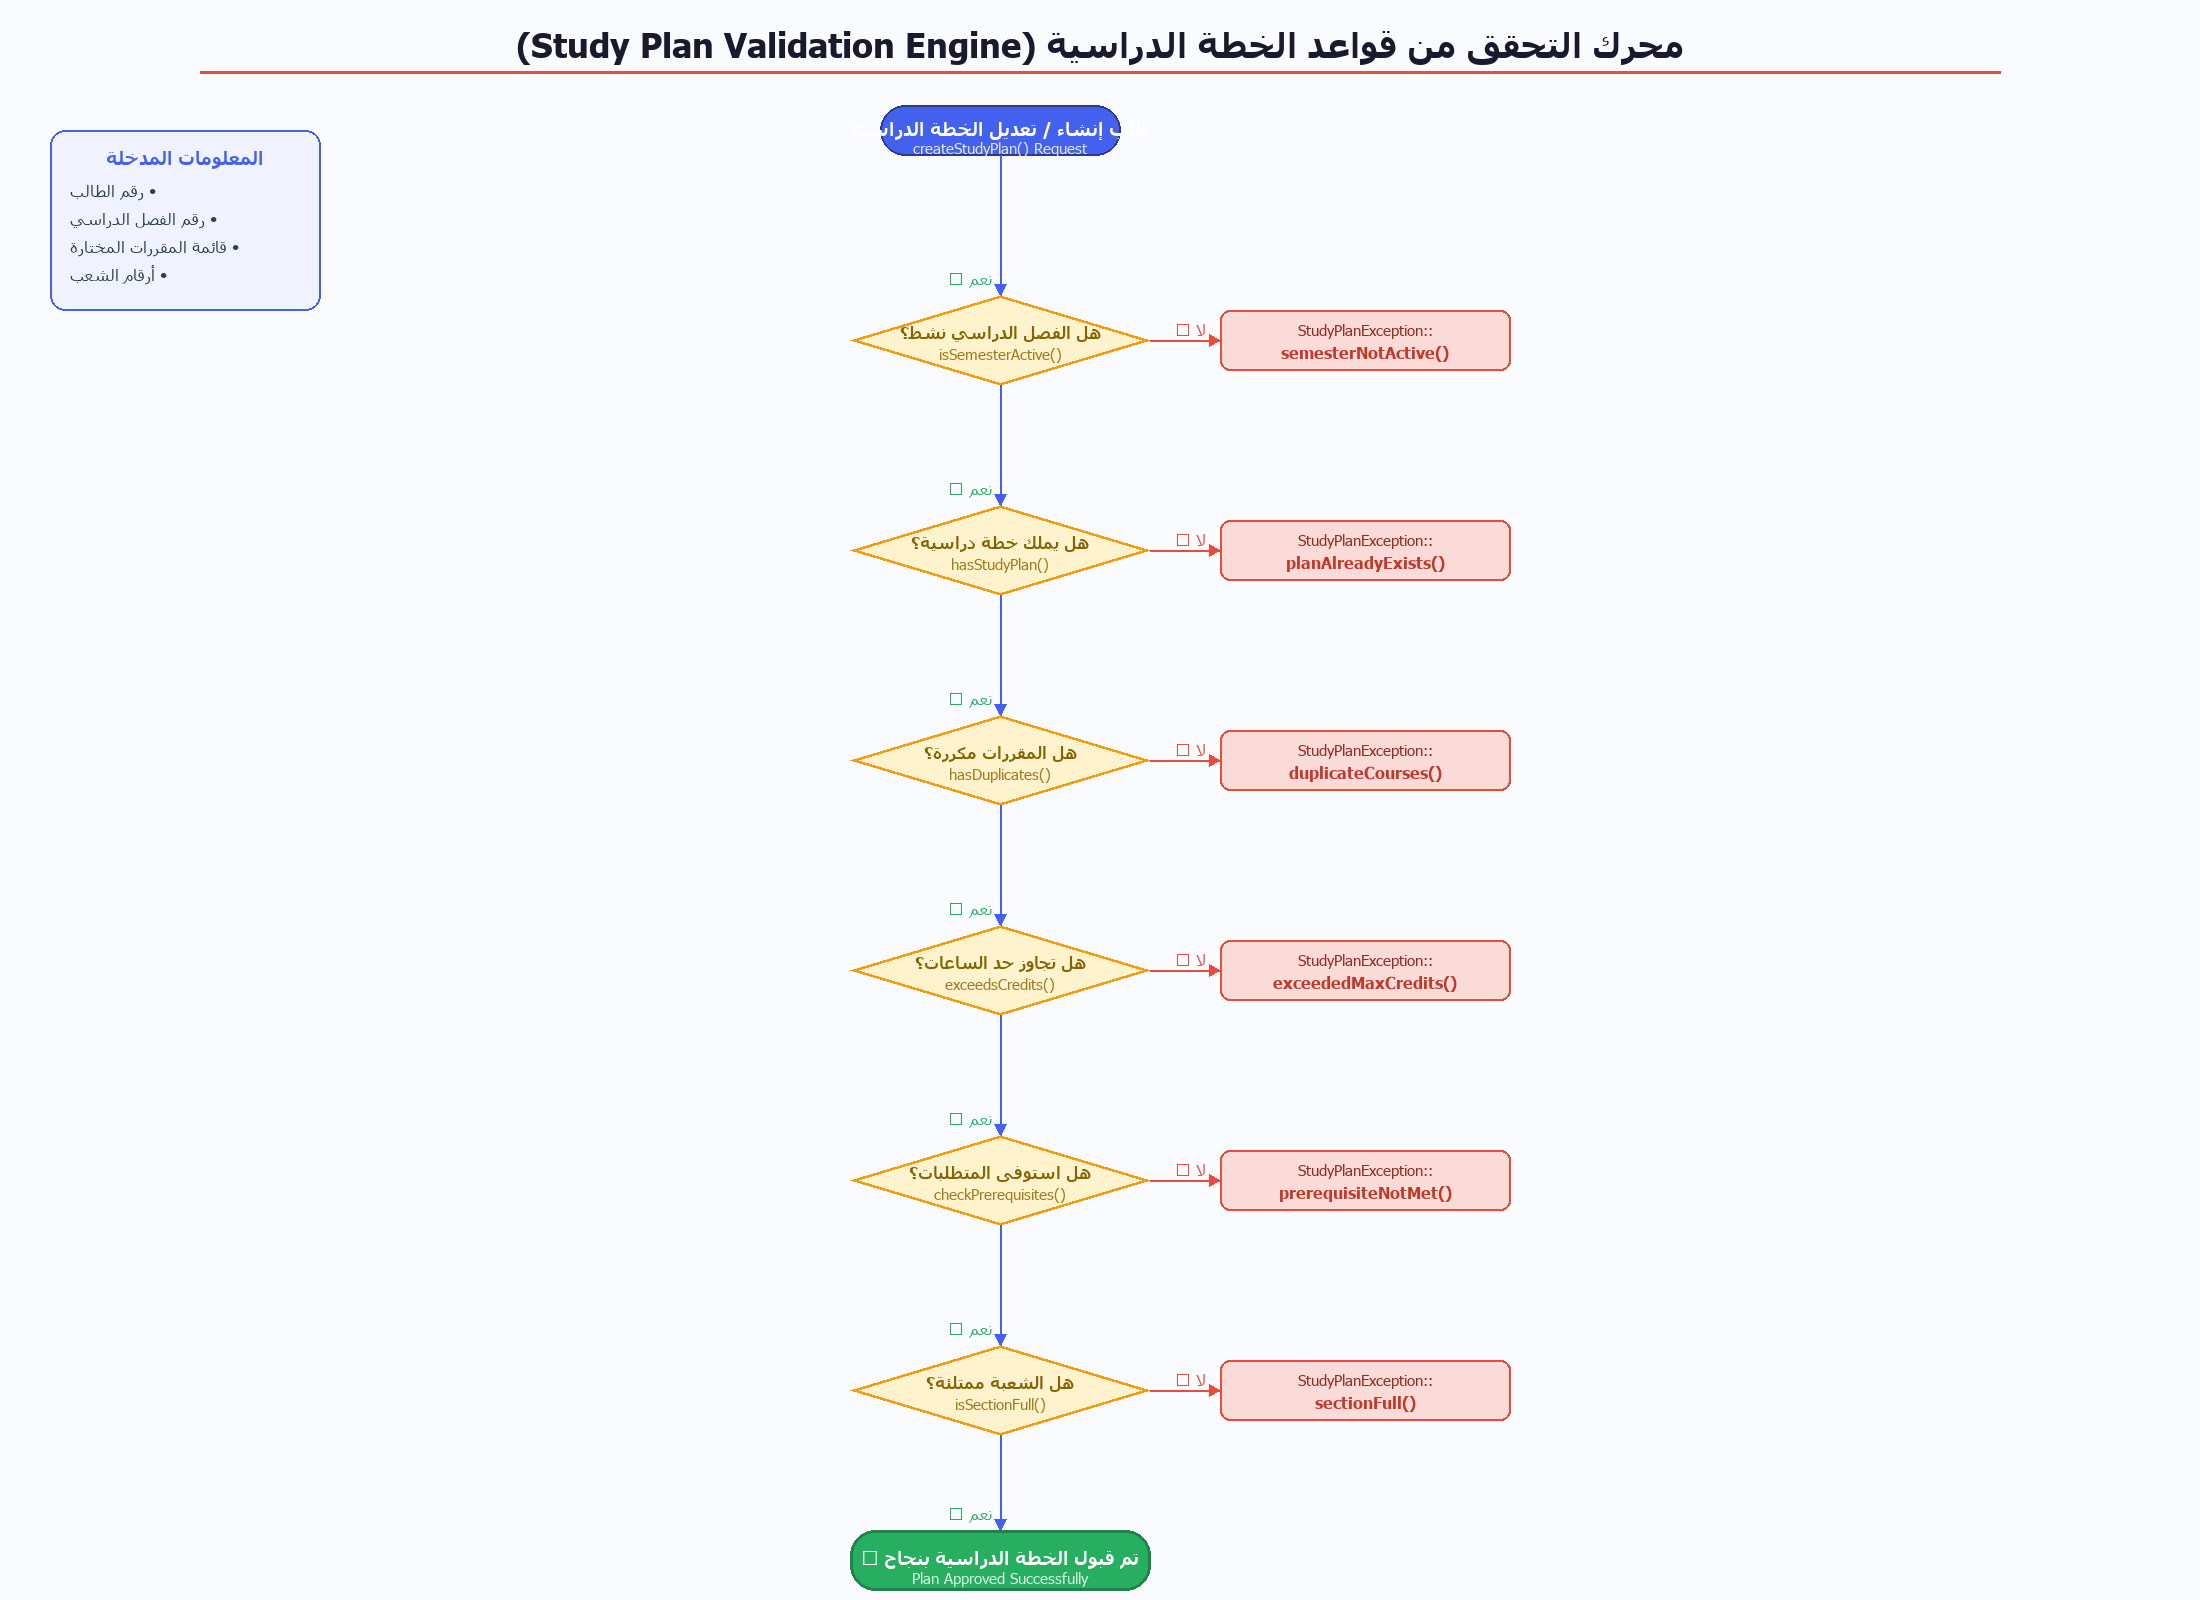 محرك التحقق من قواعد الخطة الدراسية (Study Plan Validation Engine)
المعلومات المدخلة
• رقم الطالب
• رقم الفصل الدراسي
• قائمة المقررات المختارة
• أرقام الشعب
طلب إنشاء / تعديل الخطة الدراسية
createStudyPlan() Request
نعم □
هل الفصل الدراسي نشط؟
isSemesterActive()
لا □
StudyPlanException::
semesterNotActive()
نعم □
هل يملك خطة دراسية؟
hasStudyPlan()
لا □
StudyPlanException::
planAlreadyExists()
نعم □
هل المقررات مكررة؟
hasDuplicates()
لا □
StudyPlanException::
duplicateCourses()
نعم □
هل تجاوز حد الساعات؟
exceedsCredits()
لا □
StudyPlanException::
exceededMaxCredits()
نعم □
هل استوفى المتطلبات؟
checkPrerequisites()
لا □
StudyPlanException::
prerequisiteNotMet()
نعم □
هل الشعبة ممتلئة؟
isSectionFull()
لا □
StudyPlanException::
sectionFull()
نعم □
تم قبول الخطة الدراسية بنجاح □
Plan Approved Successfully